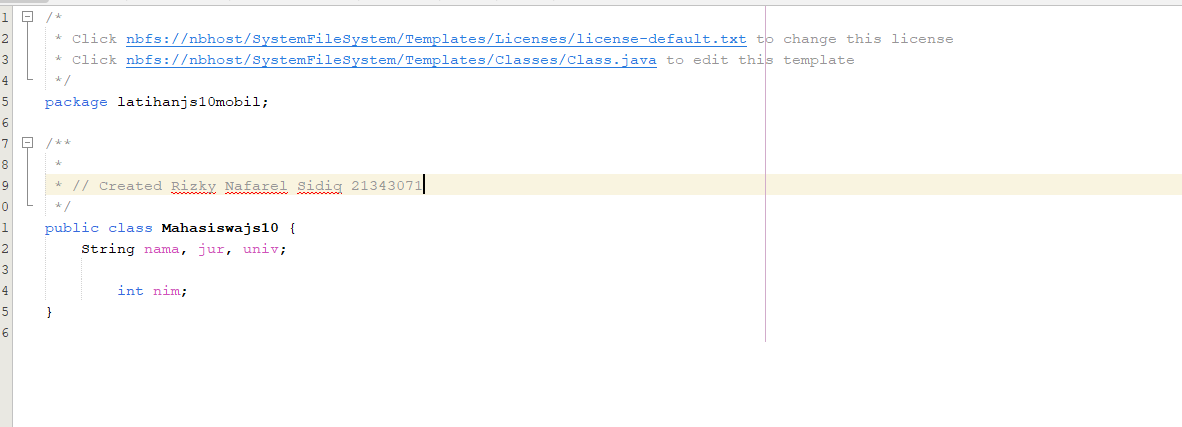 1 /*
2 * Click nbfs://nbhost/SystemFileSystem/Templates/Licenses/license-default.txt to change this license
3 * Click nbfs://nbhost/SystemFileSystem/Templates/Classes/Class.java to edit this template
4 */
5 package latihanjs10mobil;
6
7 /**
8 *
9 * // Created Rizky Nafarel Sidiq 21343071
0 */
1 public class Mahasiswajs10 {
2 String nama, jur, univ;
3
4 int nim;
5 }
6